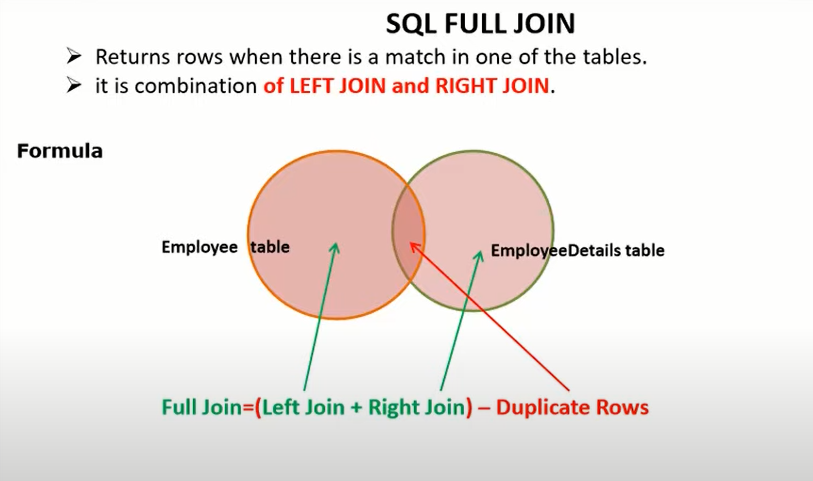 SQL FULL JOIN
➢ Returns rows when there is a match in one of the tables.
➢ it is combination of LEFT JOIN and RIGHT JOIN.
Formula
Employee table
EmployeeDetails table
Full Join=(Left Join + Right Join) – Duplicate Rows